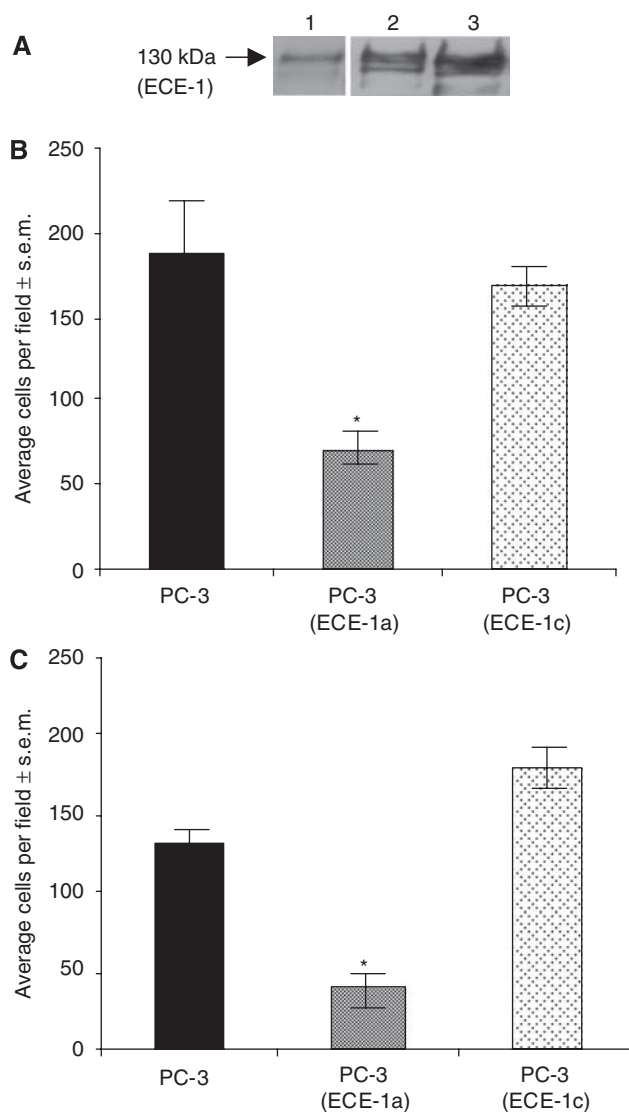 A
1 2 3
130 kDa
(ECE-1)
B
Average cells per field ± s.e.m.
250
200
150
100
50
0
*
PC-3
PC-3
(ECE-1a)
PC-3
(ECE-1c)
C
Average cells per field ± s.e.m.
250
200
150
100
50
0
*
PC-3
PC-3
(ECE-1a)
PC-3
(ECE-1c)